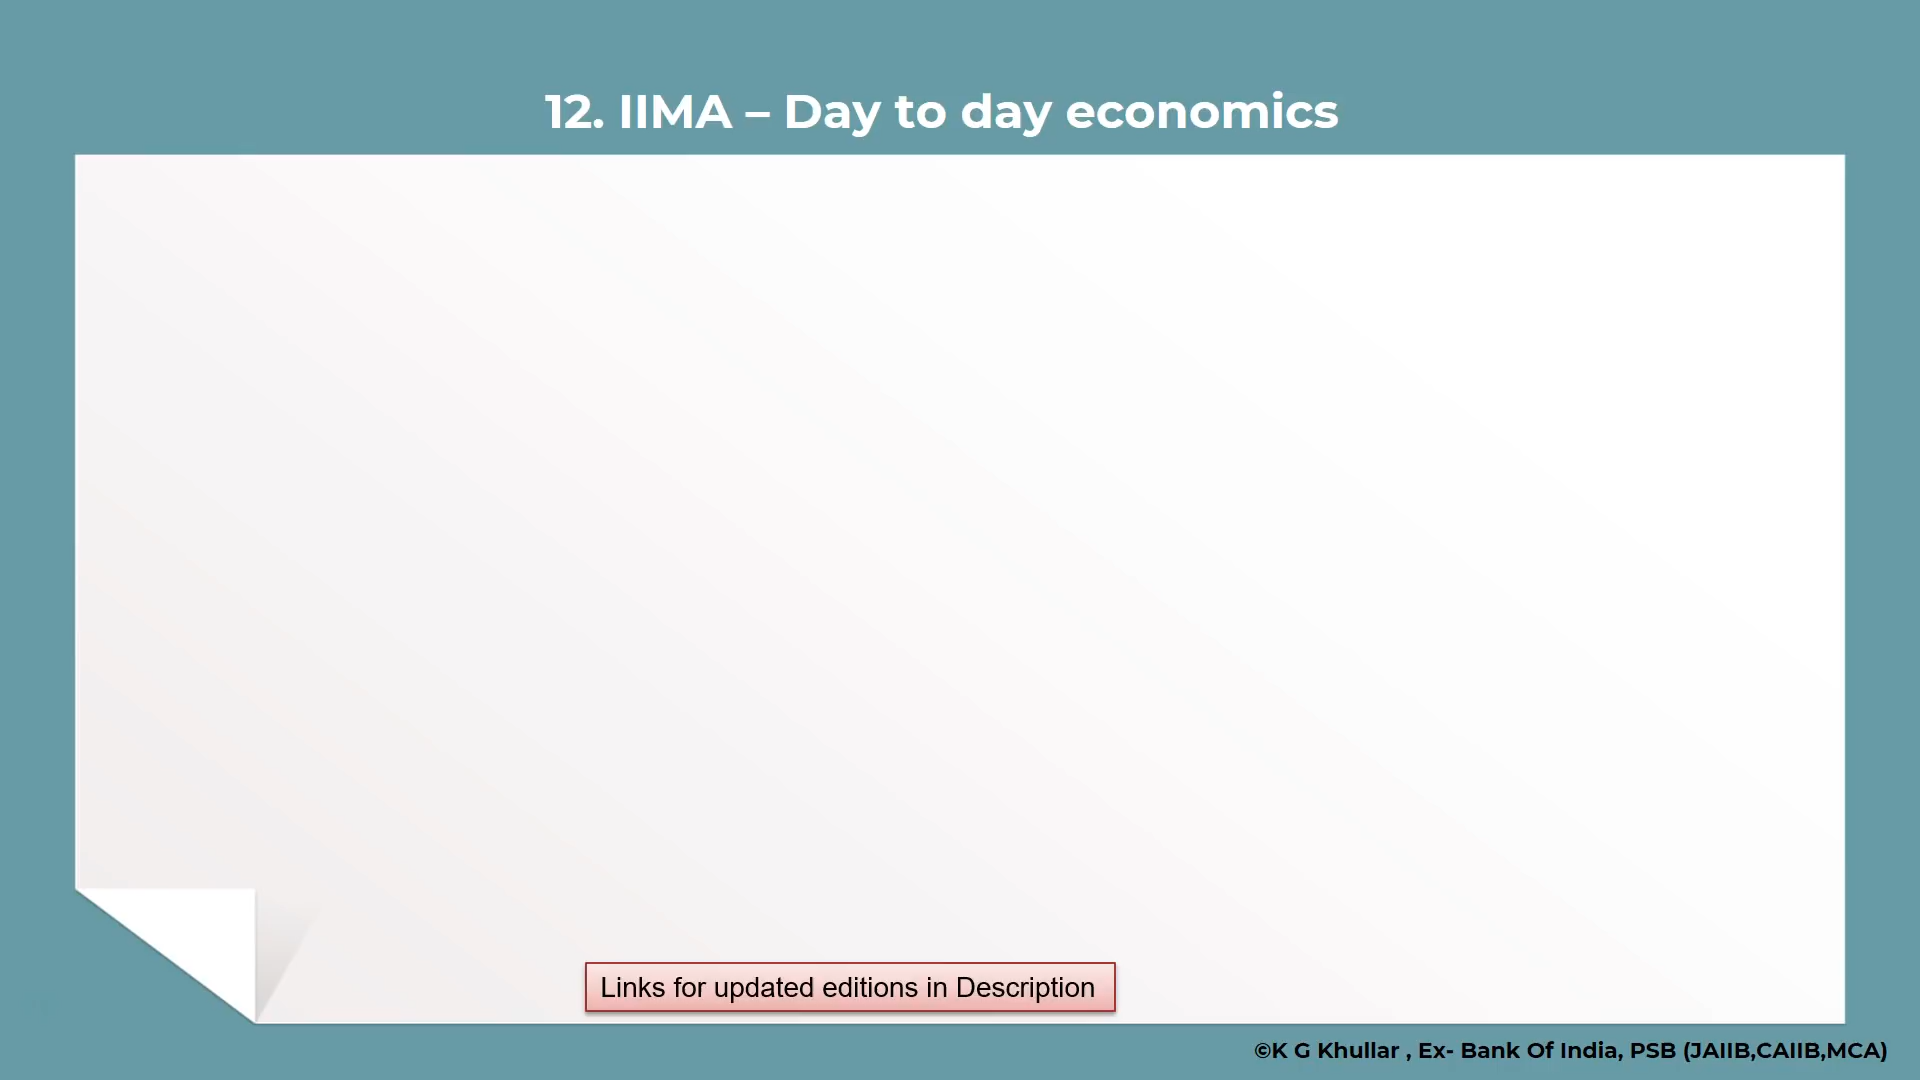 12. IIMA – Day to day economics
Links for updated editions in Description
©K G Khullar , Ex- Bank Of India, PSB (JAIIB,CAIIB,MCA)